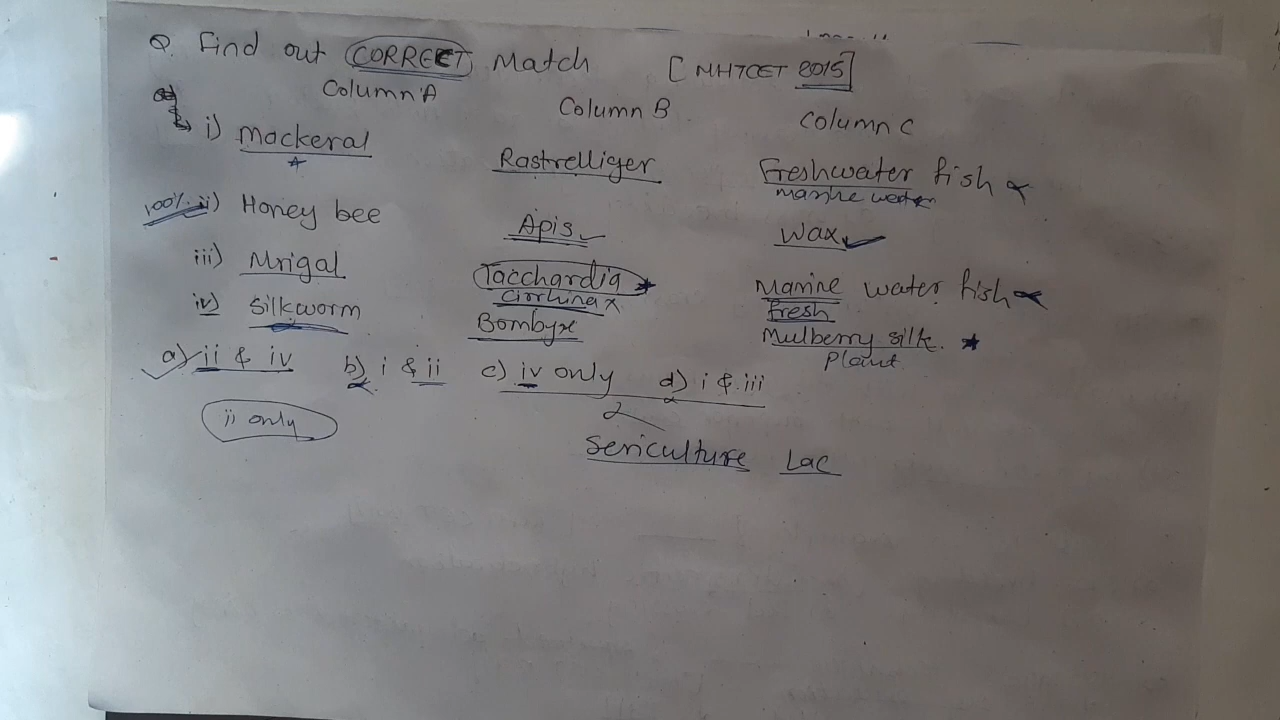 Q. Find out CORRECT Match [MHTCET 2015]
Column A Column B Column C
i) Mackeral Rastrelliger Freshwater fish
marine water
100% ii) Honey bee Apis Wax
iii) Mrigal Tacchardia Marine water fish
Cirrhina x Fresh
iv) Silkworm Bombyx Mulberry silk.
Plant
a) ii & iv b) i & ii c) iv only d) i & iii
ii only
Sericulture Lac